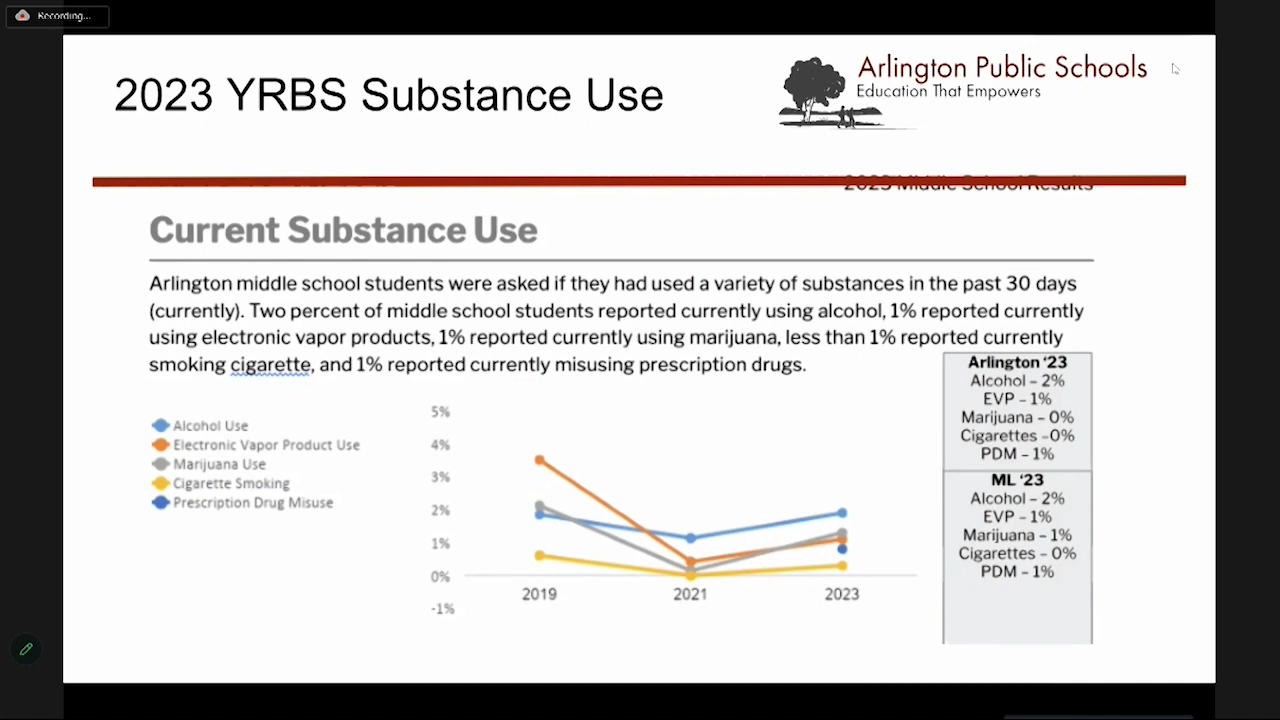 Recording...
2023 YRBS Substance Use
Arlington Public Schools
Education That Empowers
2023 Middle School Results
Current Substance Use
Arlington middle school students were asked if they had used a variety of substances in the past 30 days
(currently). Two percent of middle school students reported currently using alcohol, 1% reported currently
using electronic vapor products, 1% reported currently using marijuana, less than 1% reported currently
smoking cigarette, and 1% reported currently misusing prescription drugs.
Alcohol Use
Electronic Vapor Product Use
Marijuana Use
Cigarette Smoking
Prescription Drug Misuse
5%
4%
3%
2%
1%
0%
-1%
2019 2021 2023
Arlington ‘23
Alcohol – 2%
EVP – 1%
Marijuana – 0%
Cigarettes –0%
PDM – 1%
ML ‘23
Alcohol – 2%
EVP – 1%
Marijuana – 1%
Cigarettes – 0%
PDM – 1%